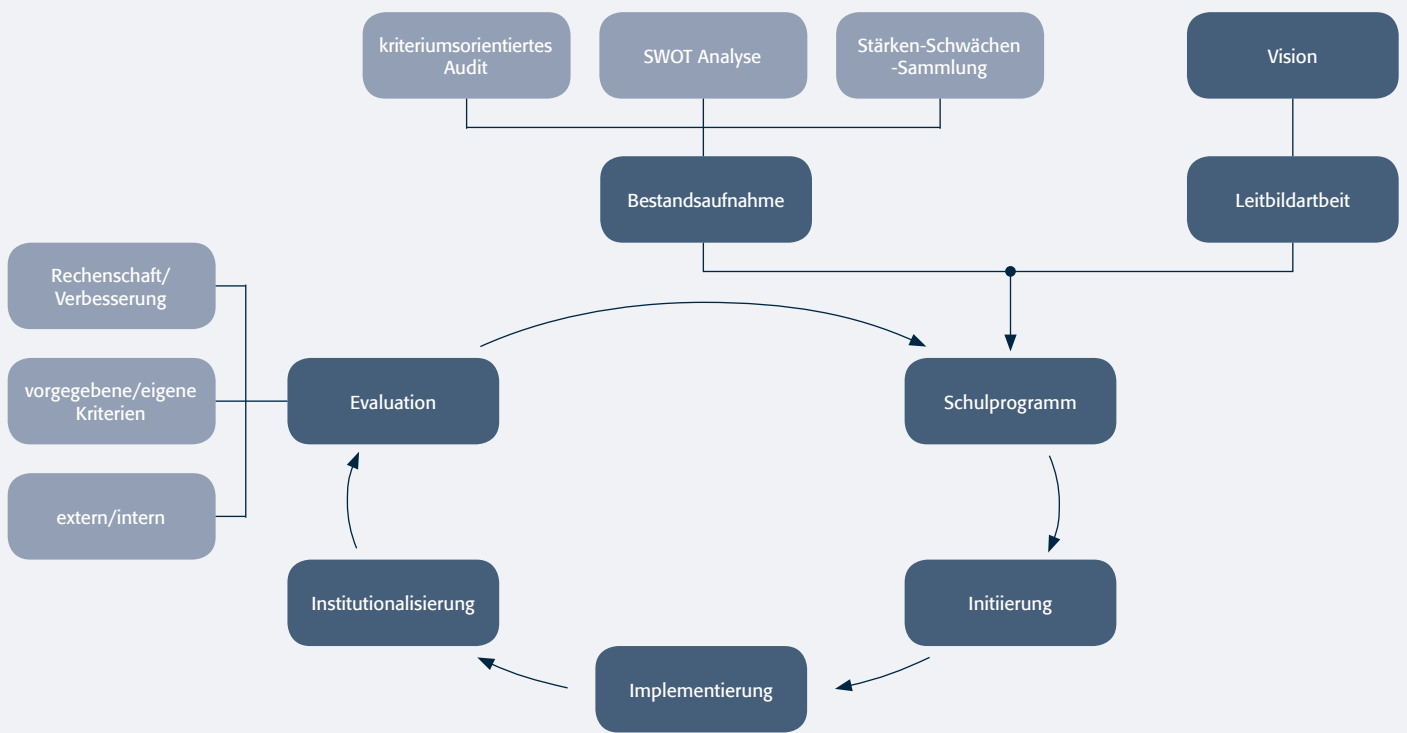 kriteriumsorientiertes
Audit
SWOT Analyse
Stärken-Schwächen
-Sammlung
Vision
Bestandsaufnahme
Leitbildartbeit
Rechenschaft/
Verbesserung
vorgegebene/eigene
Kriterien
extern/intern
Evaluation
Schulprogramm
Institutionalisierung
Initiierung
Implementierung